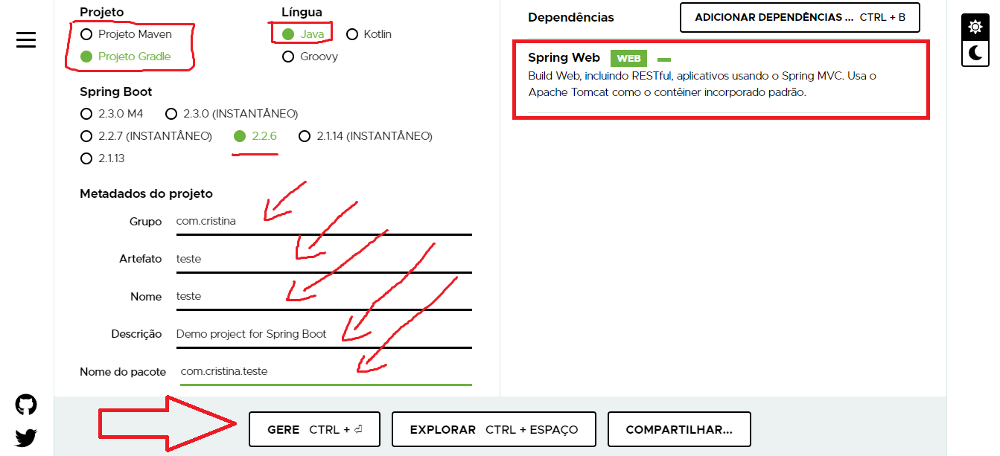 Projeto
Projeto Maven
Projeto Gradle
Língua
Java
Kotlin
Groovy
Spring Boot
2.3.0 M4
2.3.0 (INSTANTÂNEO)
2.2.7 (INSTANTÂNEO)
2.2.6
2.1.14 (INSTANTÂNEO)
2.1.13
Metadados do projeto
Grupo com.cristina
Artefato teste
Nome teste
Descrição Demo project for Spring Boot
Nome do pacote com.cristina.teste
Dependências
ADICIONAR DEPENDÊNCIAS ... CTRL + B
Spring Web WEB
Build Web, incluindo RESTful, aplicativos usando o Spring MVC. Usa o
Apache Tomcat como o contêiner incorporado padrão.
GERE CTRL + ⏎
EXPLORAR CTRL + ESPAÇO
COMPARTILHAR...